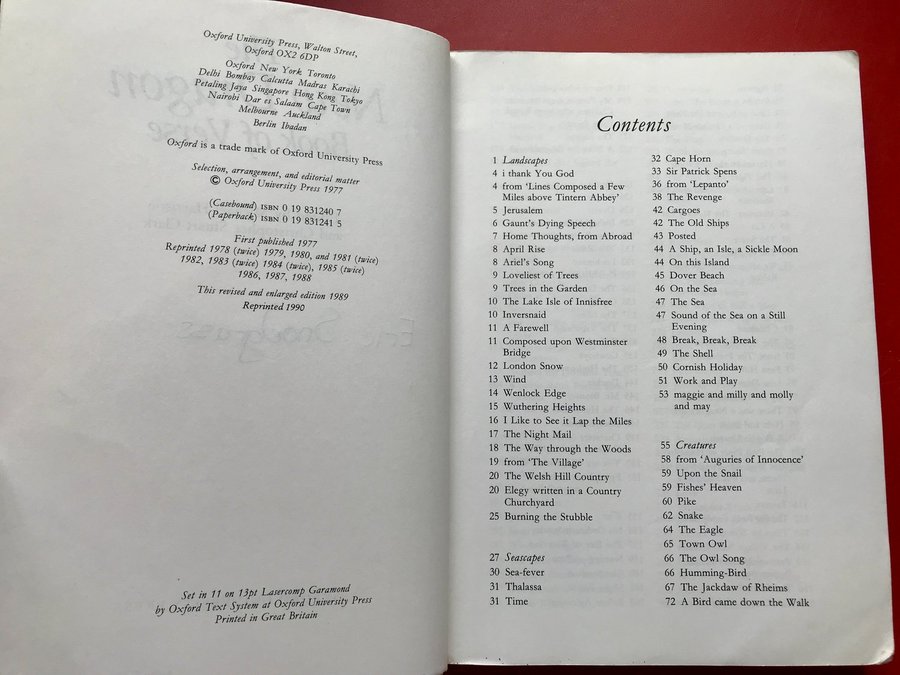 Oxford University Press, Walton Street,
Oxford OX2 6DP
Oxford New York Toronto
Delhi Bombay Calcutta Madras Karachi
Petaling Jaya Singapore Hong Kong Tokyo
Nairobi Dar es Salaam Cape Town
Melbourne Auckland
Berlin Ibadan
Oxford is a trade mark of Oxford University Press
Selection, arrangement, and editorial matter
© Oxford University Press 1977
(Casebound) ISBN 0 19 831240 7
(Paperback) ISBN 0 19 831241 5
First published 1977
Reprinted 1978 (twice) 1979, 1980, and 1981 (twice)
1982, 1983 (twice) 1984 (twice), 1985 (twice)
1986, 1987, 1988
This revised and enlarged edition 1989
Reprinted 1990
Set in 11 on 13pt Lasercomp Garamond
by Oxford Text System at Oxford University Press
Printed in Great Britain
Contents
1 Landscapes
4 i thank You God
4 from ‘Lines Composed a Few
Miles above Tintern Abbey’
5 Jerusalem
6 Gaunt's Dying Speech
7 Home Thoughts, from Abroad
8 April Rise
8 Ariel's Song
9 Loveliest of Trees
9 Trees in the Garden
10 The Lake Isle of Innisfree
10 Inversnaid
11 A Farewell
11 Composed upon Westminster
Bridge
12 London Snow
13 Wind
14 Wenlock Edge
15 Wuthering Heights
16 I Like to See it Lap the Miles
17 The Night Mail
18 The Way through the Woods
19 from ‘The Village’
20 The Welsh Hill Country
20 Elegy written in a Country
Churchyard
25 Burning the Stubble
27 Seascapes
30 Sea-fever
31 Thalassa
31 Time
32 Cape Horn
33 Sir Patrick Spens
36 from ‘Lepanto’
38 The Revenge
42 Cargoes
42 The Old Ships
43 Posted
44 A Ship, an Isle, a Sickle Moon
44 On this Island
45 Dover Beach
46 On the Sea
47 The Sea
47 Sound of the Sea on a Still
Evening
48 Break, Break, Break
49 The Shell
50 Cornish Holiday
51 Work and Play
53 maggie and milly and molly
and may
55 Creatures
58 from ‘Auguries of Innocence’
59 Upon the Snail
59 Fishes' Heaven
60 Pike
62 Snake
64 The Eagle
65 Town Owl
66 The Owl Song
66 Humming-Bird
67 The Jackdaw of Rheims
72 A Bird came down the Walk